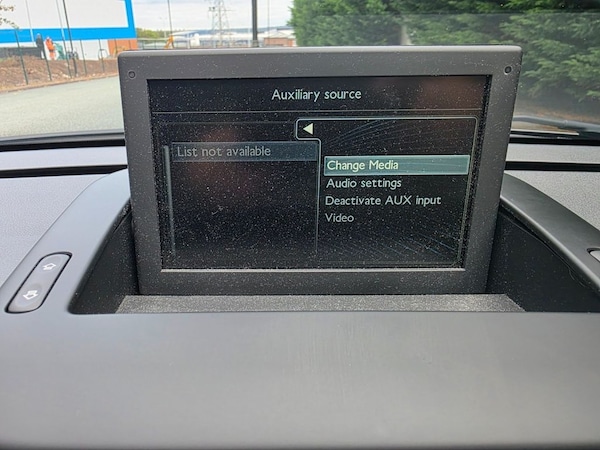 Auxiliary source
List not available
Change Media
Audio settings
Deactivate AUX input
Video